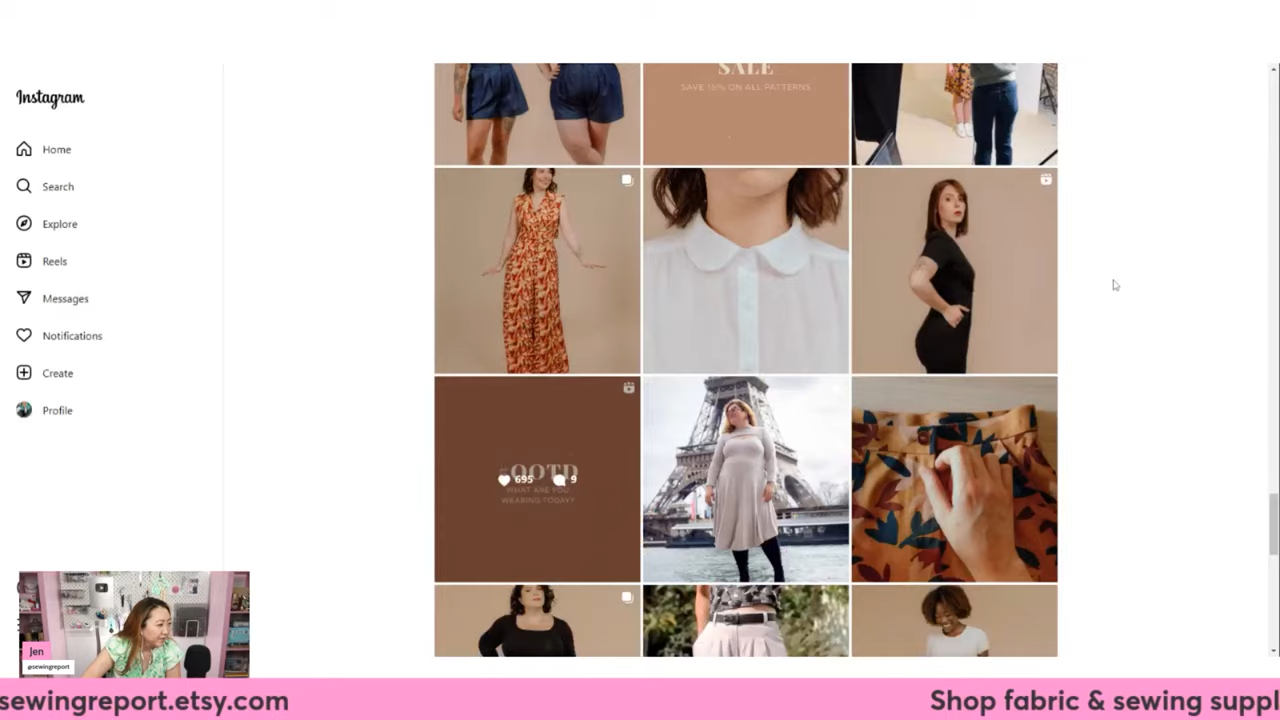 SALE
SAVE 15% ON ALL PATTERNS
Instagram
Home
Search
Explore
Reels
Messages
Notifications
Create
Profile
#OOTD
695 9
WHAT ARE YOU
WEARING TODAY?
Jen
@sewingreport
sewingreport.etsy.com
Shop fabric & sewing suppl